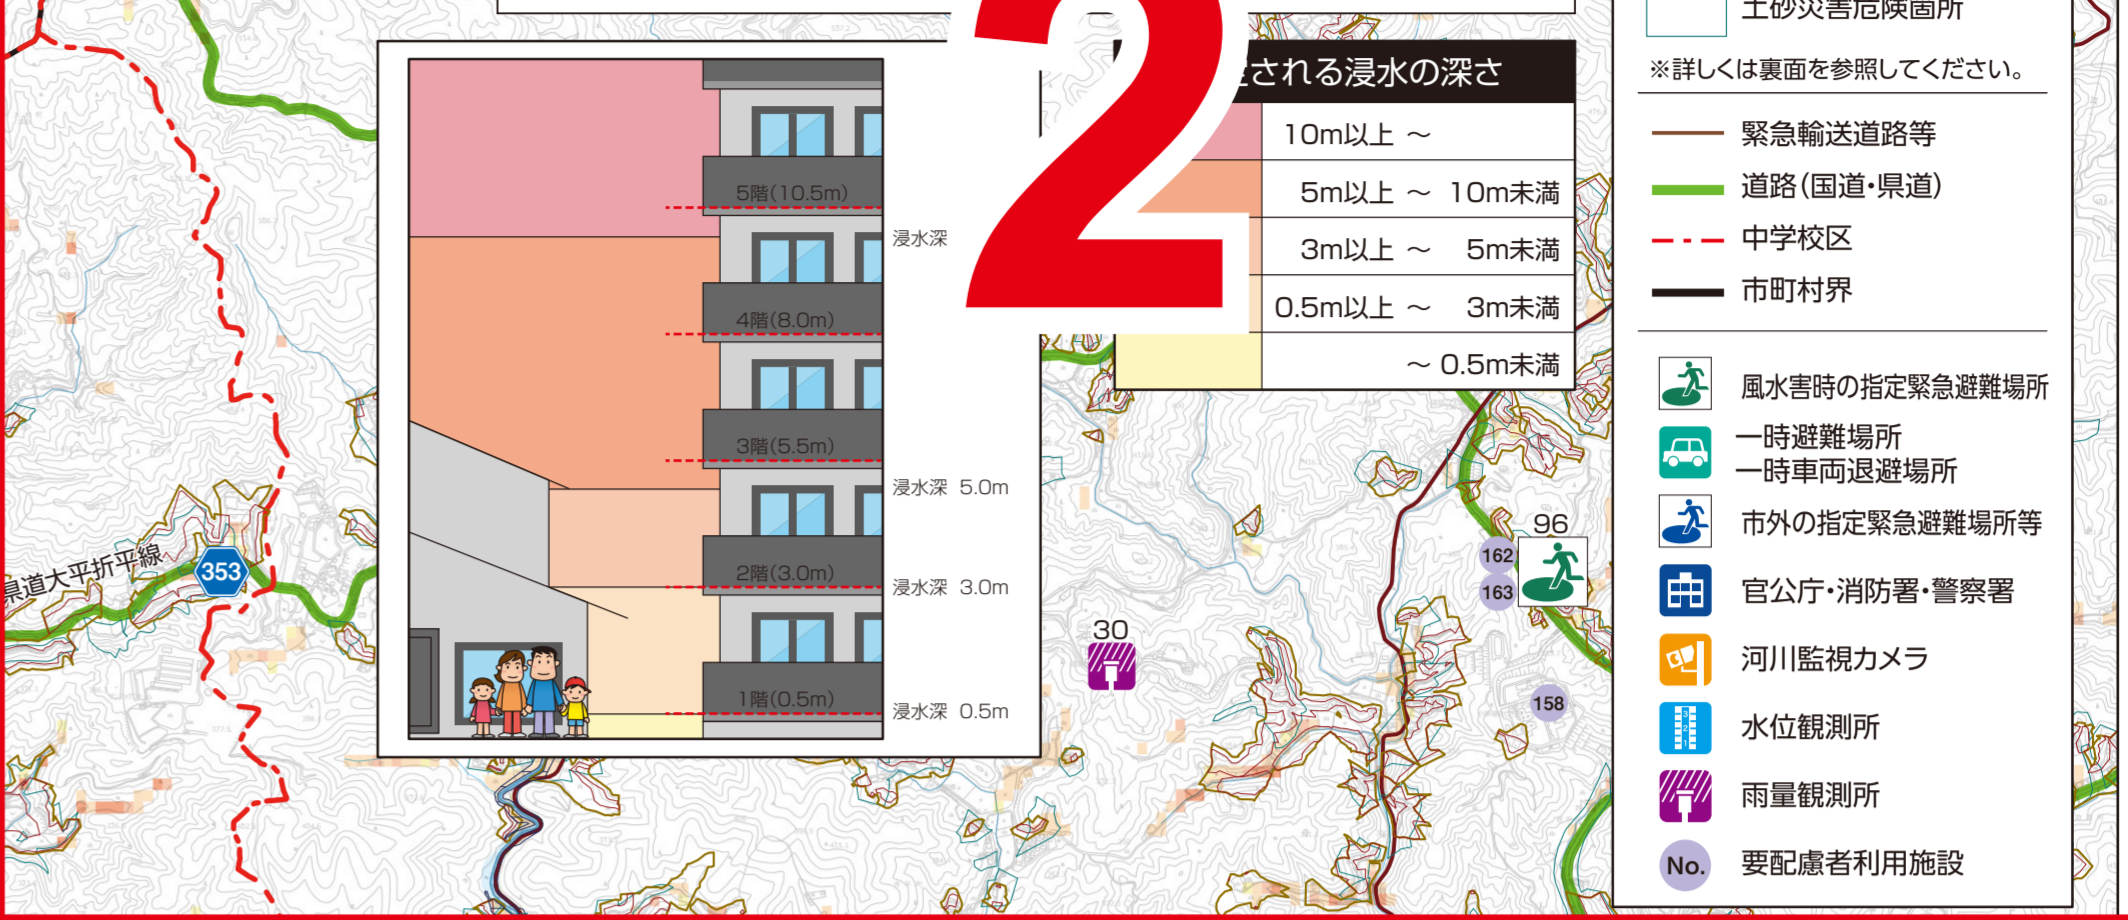 5階(10.5m)
4階(8.0m)
3階(5.5m)
2階(3.0m)
1階(0.5m)
浸水深
浸水深 5.0m
浸水深 3.0m
浸水深 0.5m
2
される浸水の深さ
10m以上 ～
5m以上 ～ 10m未満
3m以上 ～ 5m未満
0.5m以上 ～ 3m未満
～ 0.5m未満
県道大平折平線
353
30
96
162
163
158
土砂災害危険箇所
※詳しくは裏面を参照してください。
緊急輸送道路等
道路(国道・県道)
中学校区
市町村界
風水害時の指定緊急避難場所
一時避難場所
一時車両退避場所
市外の指定緊急避難場所等
官公庁・消防署・警察署
河川監視カメラ
水位観測所
雨量観測所
No.
要配慮者利用施設